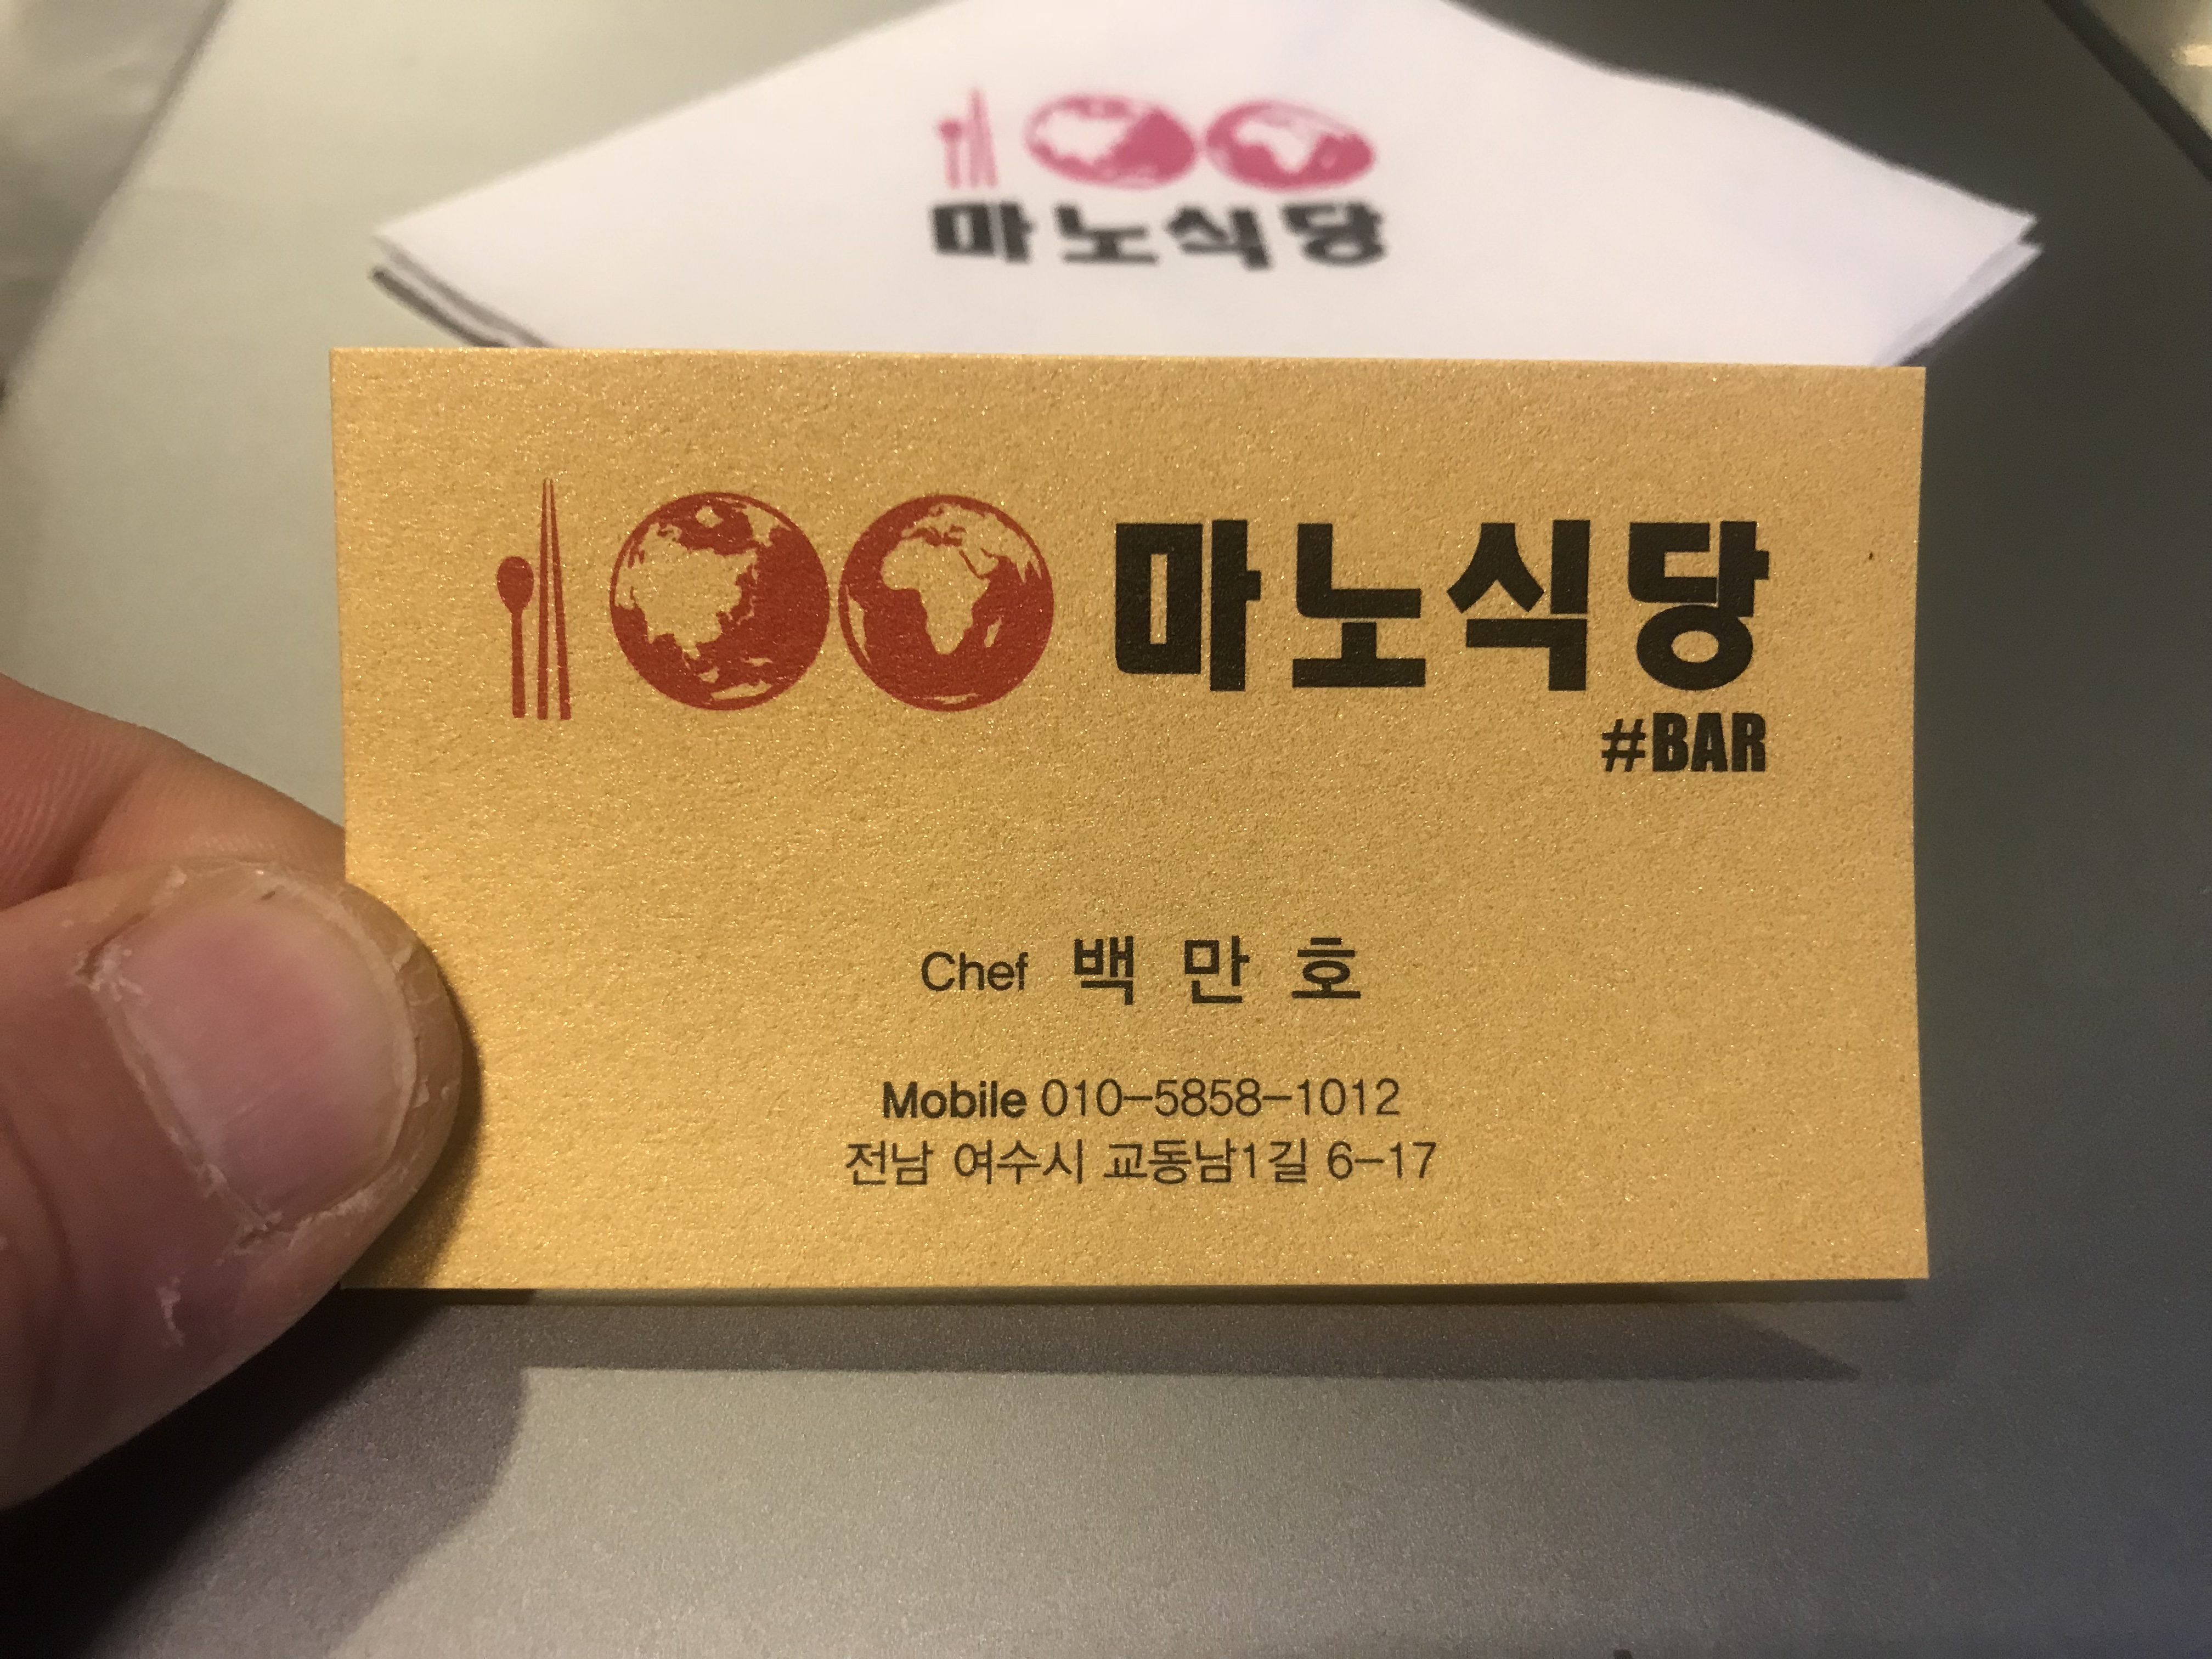 마노식당
마노식당
#BAR
Chef 백 만 호
Mobile 010-5858-1012
전남 여수시 교동남1길 6-17